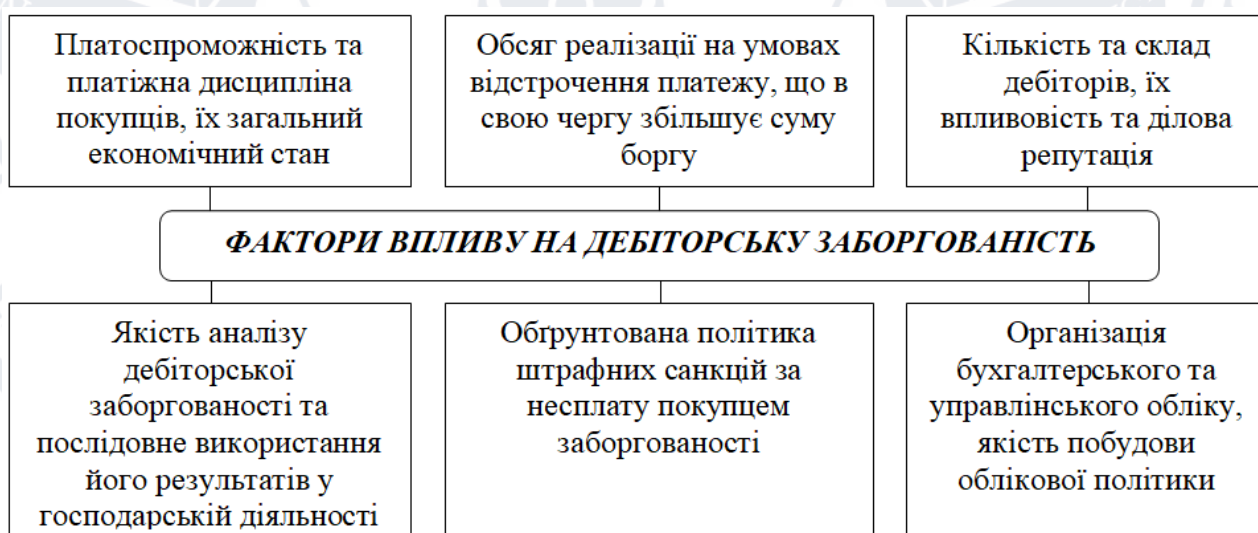 Платоспроможність та
платіжна дисципліна
покупців, їх загальний
економічний стан
Обсяг реалізації на умовах
відстрочення платежу, що в
свою чергу збільшує суму
боргу
Кількість та склад
дебіторів, їх
впливовість та ділова
репутація
ФАКТОРИ ВПЛИВУ НА ДЕБІТОРСЬКУ ЗАБОРГОВАНІСТЬ
Якість аналізу
дебіторської
заборгованості та
послідовне використання
його результатів у
господарській діяльності
Обґрунтована політика
штрафних санкцій за
несплату покупцем
заборгованості
Організація
бухгалтерського та
управлінського обліку,
якість побудови
облікової політики